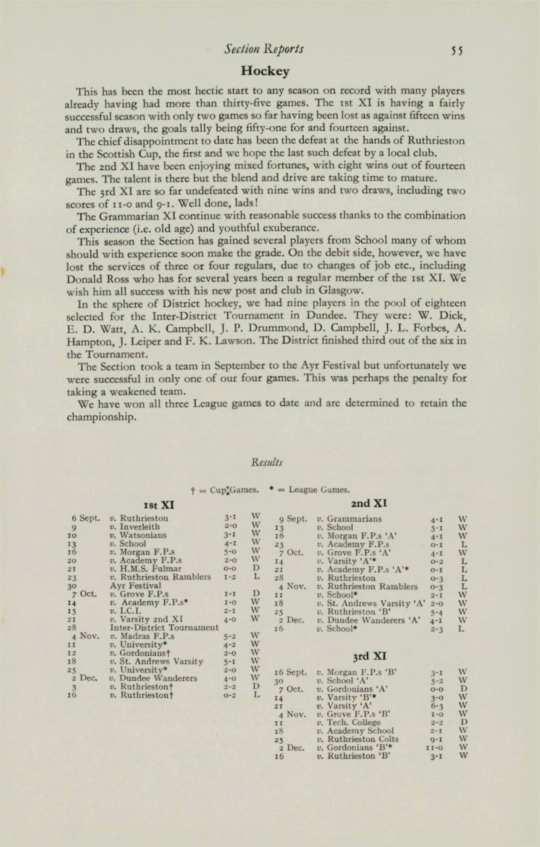 Section Reports 55
Hockey
This has been the most hectic start to any season on record with many players
already having had more than thirty-five games. The 1st XI is having a fairly
successful season with only two games so far having been lost as against fifteen wins
and two draws, the goals tally being fifty-one for and fourteen against.
The chief disappointment to date has been the defeat at the hands of Ruthrieston
in the Scottish Cup, the first and we hope the last such defeat by a local club.
The 2nd XI have been enjoying mixed fortunes, with eight wins out of fourteen
games. The talent is there but the blend and drive are taking time to mature.
The 3rd XI are so far undefeated with nine wins and two draws, including two
scores of 11-0 and 9-1. Well done, lads!
The Grammarian XI continue with reasonable success thanks to the combination
of experience (i.e. old age) and youthful exuberance.
This season the Section has gained several players from School many of whom
should with experience soon make the grade. On the debit side, however, we have
lost the services of three or four regulars, due to changes of job etc., including
Donald Ross who has for several years been a regular member of the 1st XI. We
wish him all success with his new post and club in Glasgow.
In the sphere of District hockey, we had nine players in the pool of eighteen
selected for the Inter-District Tournament in Dundee. They were: W. Dick,
E. D. Watt, A. K. Campbell, J. P. Drummond, D. Campbell, J. L. Forbes, A.
Hampton, J. Leiper and F. K. Lawson. The District finished third out of the six in
the Tournament.
The Section took a team in September to the Ayr Festival but unfortunately we
were successful in only one of our four games. This was perhaps the penalty for
taking a weakened team.
We have won all three League games to date and are determined to retain the
championship.
Results
† = Cup Games. * = League Games.
1st XI
6 Sept. v. Ruthrieston 3-1 W
9 v. Inverleith 2-0 W
10 v. Watsonians 3-1 W
13 v. School 4-1 W
16 v. Morgan F.P.s 5-0 W
20 v. Academy F.P.s 2-0 W
21 v. H.M.S. Fulmar 0-0 D
23 v. Ruthrieston Ramblers 1-2 L
30 Ayr Festival
7 Oct. v. Grove F.P.s 1-1 D
14 v. Academy F.P.s* 1-0 W
15 v. I.C.I. 2-1 W
21 v. Varsity 2nd XI 4-0 W
28 Inter-District Tournament
4 Nov. v. Madras F.P.s 5-2 W
11 v. University* 4-2 W
12 v. Gordonians† 2-0 W
18 v. St. Andrews Varsity 5-1 W
25 v. University* 2-0 W
2 Dec. v. Dundee Wanderers 4-0 W
3 v. Ruthrieston† 2-2 D
16 v. Ruthrieston† 0-2 L
2nd XI
9 Sept. v. Grammarians 4-1 W
13 v. School 5-1 W
16 v. Morgan F.P.s 'A' 4-1 W
23 v. Academy F.P.s 0-1 L
7 Oct. v. Grove F.P.s 'A' 4-1 W
14 v. Varsity 'A'* 0-2 L
21 v. Academy F.P.s 'A'* 0-1 L
28 v. Ruthrieston 0-3 L
4 Nov. v. Ruthrieston Ramblers 0-3 L
11 v. School* 2-1 W
18 v. St. Andrews Varsity 'A' 2-0 W
25 v. Ruthrieston 'B' 5-4 W
2 Dec. v. Dundee Wanderers 'A' 4-1 W
16 v. School* 2-3 L
3rd XI
16 Sept. v. Morgan F.P.s 'B' 3-1 W
30 v. School 'A' 5-2 W
7 Oct. v. Gordonians 'A' 0-0 D
14 v. Varsity 'B'* 3-0 W
21 v. Varsity 'A' 6-3 W
4 Nov. v. Grove F.P.s 'B' 1-0 W
11 v. Tech. College 2-2 D
18 v. Academy School 2-1 W
25 v. Ruthrieston Colts 9-1 W
2 Dec. v. Gordonians 'B'* 11-0 W
16 v. Ruthrieston 'B' 3-1 W